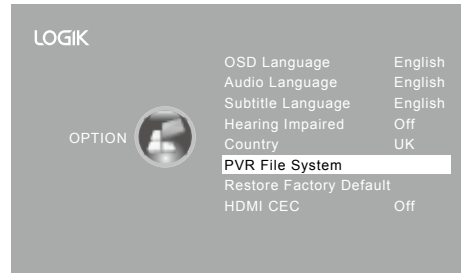 LOGIK
OPTION
OSD Language English
Audio Language English
Subtitle Language English
Hearing Impaired Off
Country UK
PVR File System
Restore Factory Default
HDMI CEC Off